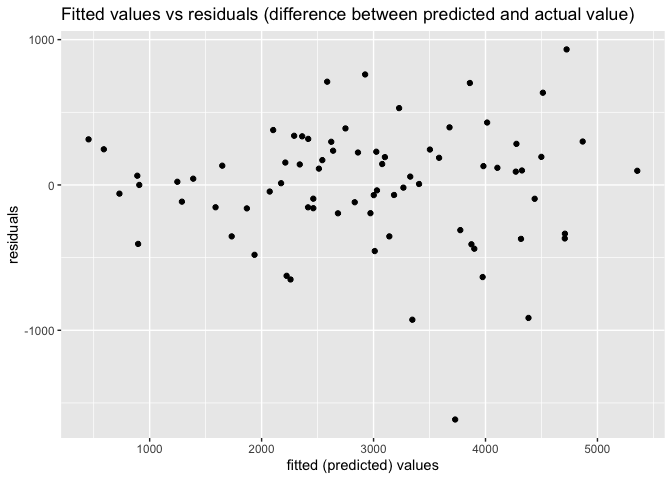 Fitted values vs residuals (difference between predicted and actual value)
1000
0
-1000
residuals
1000 2000 3000 4000 5000
fitted (predicted) values